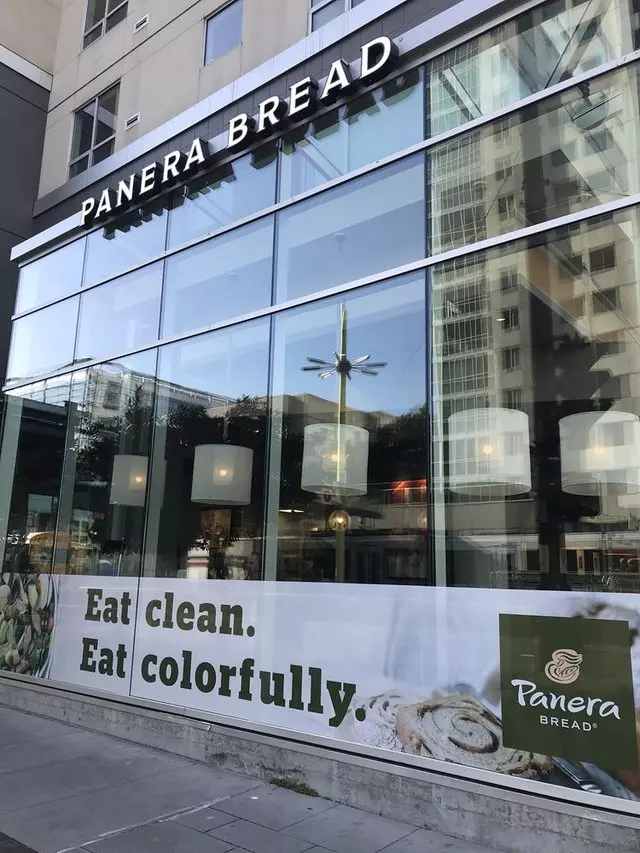 PANERA BREAD
Eat clean.
Eat colorfully.
Panera
BREAD®